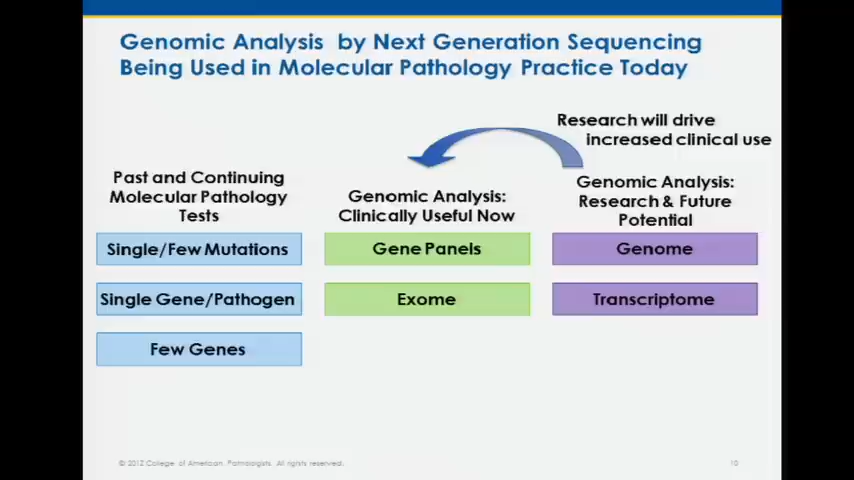 Genomic Analysis by Next Generation Sequencing
Being Used in Molecular Pathology Practice Today
Research will drive
increased clinical use
Past and Continuing
Molecular Pathology
Tests
Single/Few Mutations
Single Gene/Pathogen
Few Genes
Genomic Analysis:
Clinically Useful Now
Gene Panels
Exome
Genomic Analysis:
Research & Future
Potential
Genome
Transcriptome
© 2012 College of American Pathologists. All rights reserved.
10